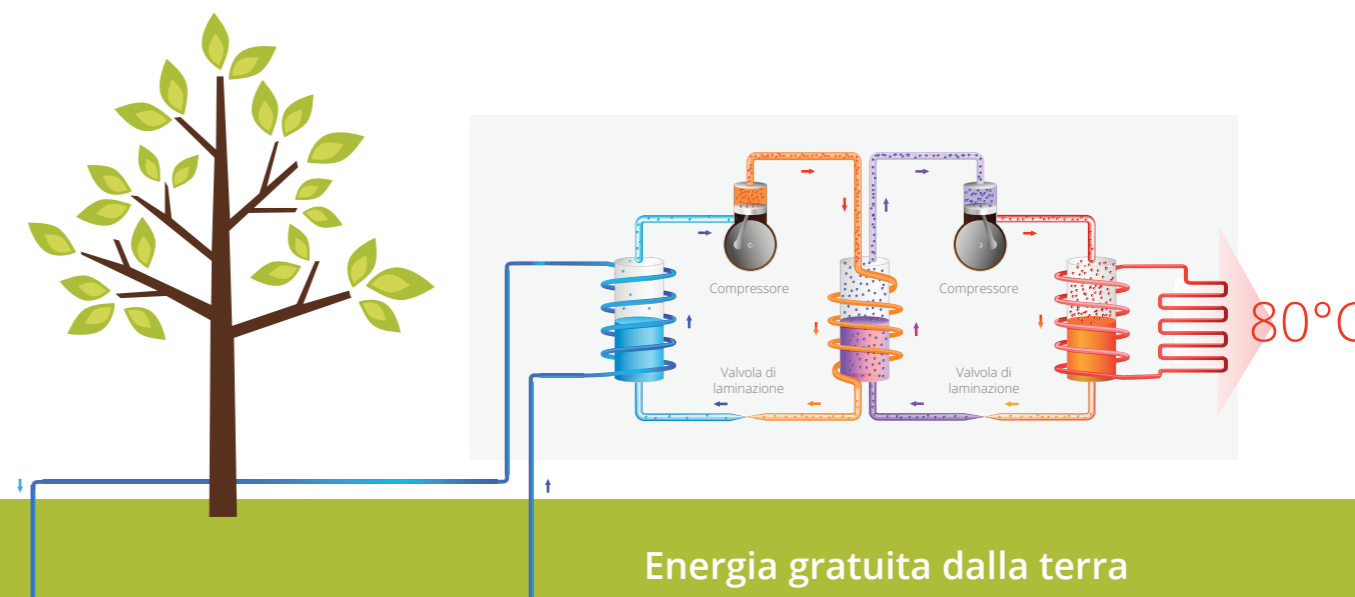 Compressore
Compressore
80°C
Valvola di
laminazione
Valvola di
laminazione
Energia gratuita dalla terra